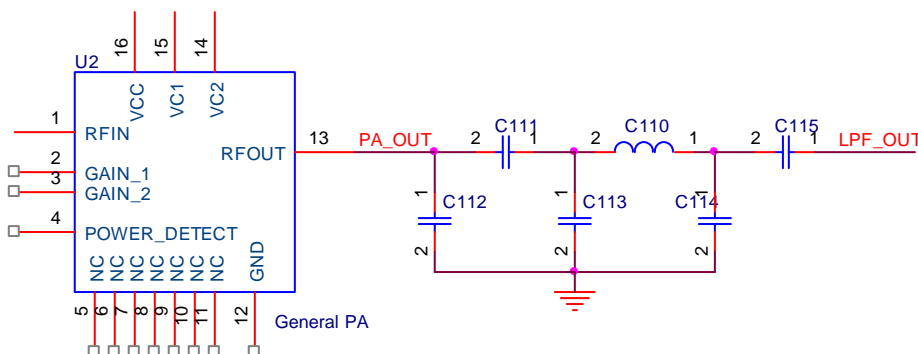 16
15
14
U2
VCC
VC1
VC2
1
RFIN
2
GAIN_1
3
GAIN_2
4
POWER_DETECT
RFOUT
13
PA_OUT
2
C111
1
2
C110
1
2
C115
1
LPF_OUT
1
C112
2
1
C113
2
1
C114
2
NC
NC
NC
NC
NC
NC
NC
GND
5
6
7
8
9
10
11
12
General PA